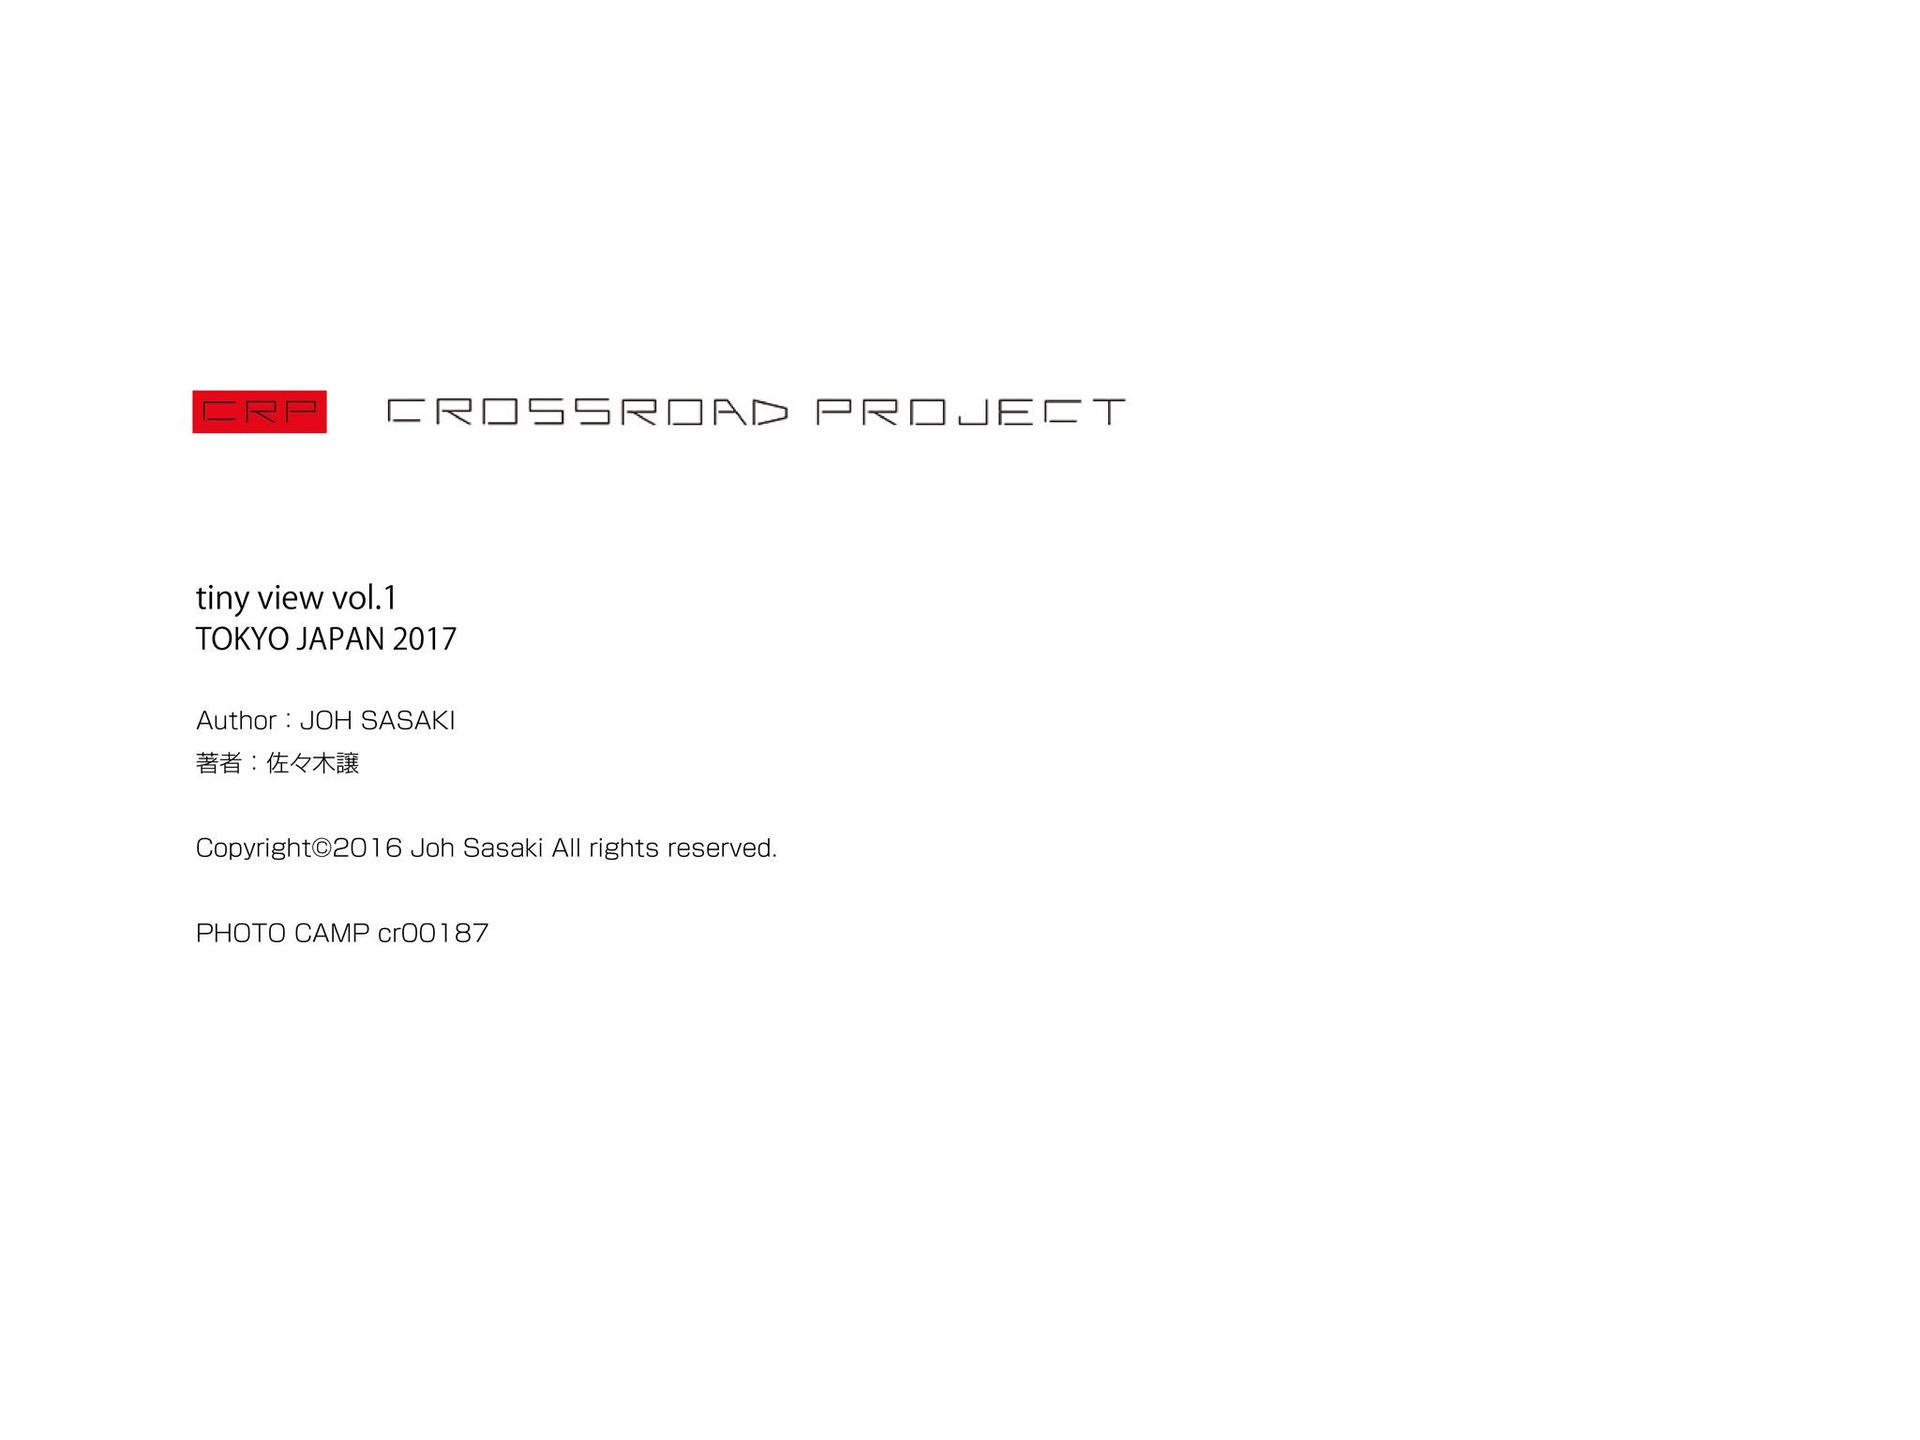 CRP CROSSROAD PROJECT
tiny view vol.1
TOKYO JAPAN 2017
Author：JOH SASAKI
著者：佐々木譲
Copyright©2016 Joh Sasaki All rights reserved.
PHOTO CAMP cr00187